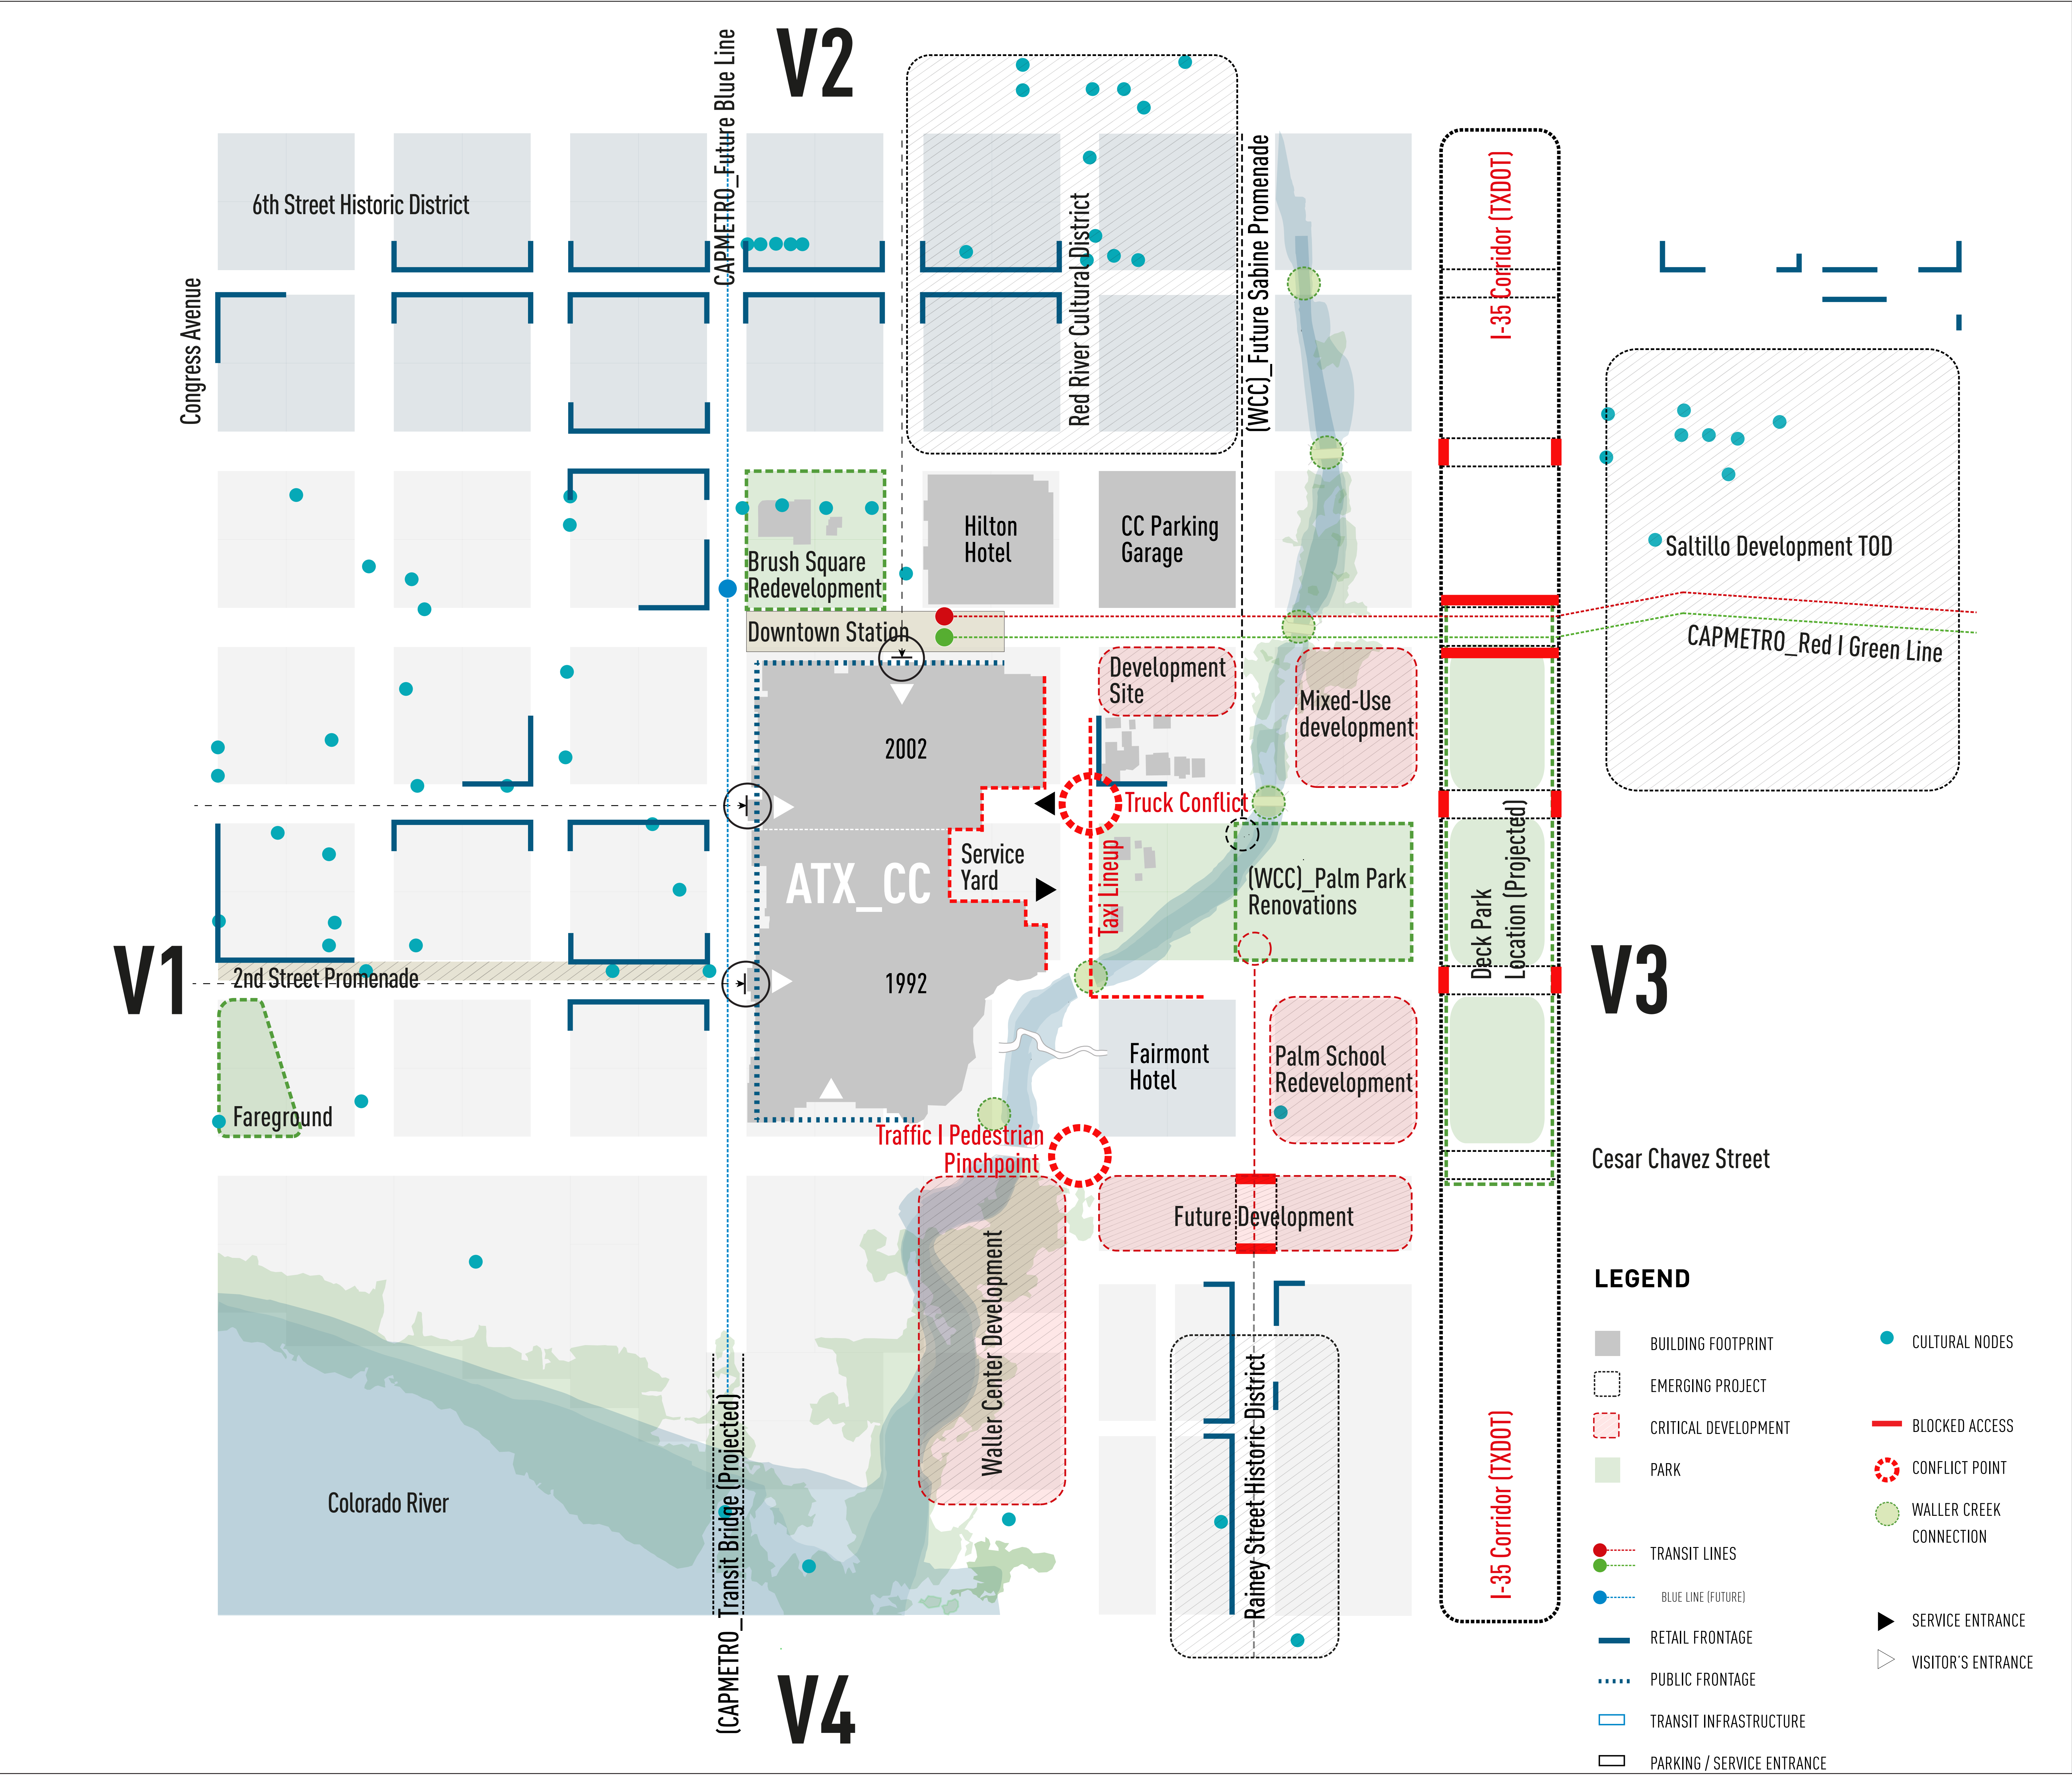 V2
CAPMETRO_Future Blue Line
6th Street Historic District
Congress Avenue
Red River Cultural District
(WCC)_Future Sabine Promenade
I-35 Corridor (TXDOT)
Hilton
Hotel
CC Parking
Garage
Brush Square
Redevelopment
Downtown Station
Saltillo Development TOD
CAPMETRO_Red I Green Line
Development
Site
Mixed-Use
development
2002
Truck Conflict
ATX_CC
Service
Yard
Taxi Lineup
(WCC)_Palm Park
Renovations
Deck Park
Location (Projected)
V1
2nd Street Promenade
1992
V3
Fairmont
Hotel
Palm School
Redevelopment
Fareground
Traffic I Pedestrian
Pinchpoint
Cesar Chavez Street
Future Development
Waller Center Development
Rainey Street Historic District
I-35 Corridor (TXDOT)
Colorado River
(CAPMETRO_Transit Bridge (Projected)
V4
LEGEND
BUILDING FOOTPRINT
EMERGING PROJECT
CRITICAL DEVELOPMENT
PARK
TRANSIT LINES
BLUE LINE (FUTURE)
RETAIL FRONTAGE
PUBLIC FRONTAGE
TRANSIT INFRASTRUCTURE
PARKING / SERVICE ENTRANCE
CULTURAL NODES
BLOCKED ACCESS
CONFLICT POINT
WALLER CREEK
CONNECTION
SERVICE ENTRANCE
VISITOR'S ENTRANCE